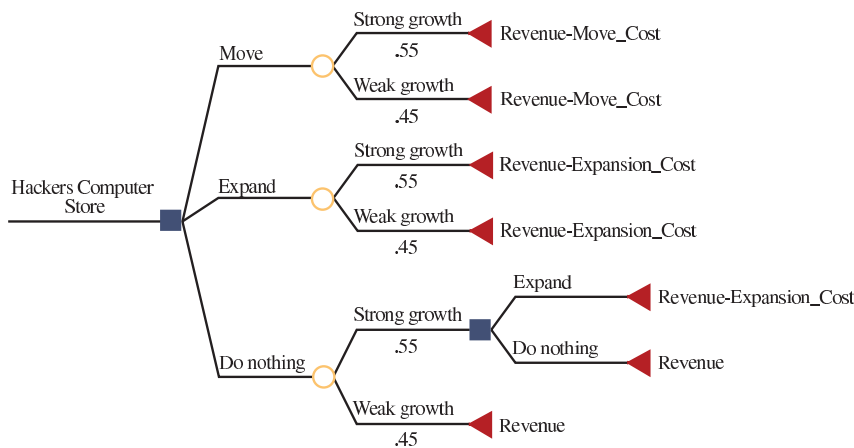 Strong growth
Revenue-Move_Cost
.55
Move
Weak growth
Revenue-Move_Cost
.45
Strong growth
Revenue-Expansion_Cost
.55
Hackers Computer
Store
Expand
Weak growth
Revenue-Expansion_Cost
.45
Expand
Revenue-Expansion_Cost
Strong growth
.55
Do nothing
Revenue
Do nothing
Weak growth
Revenue
.45